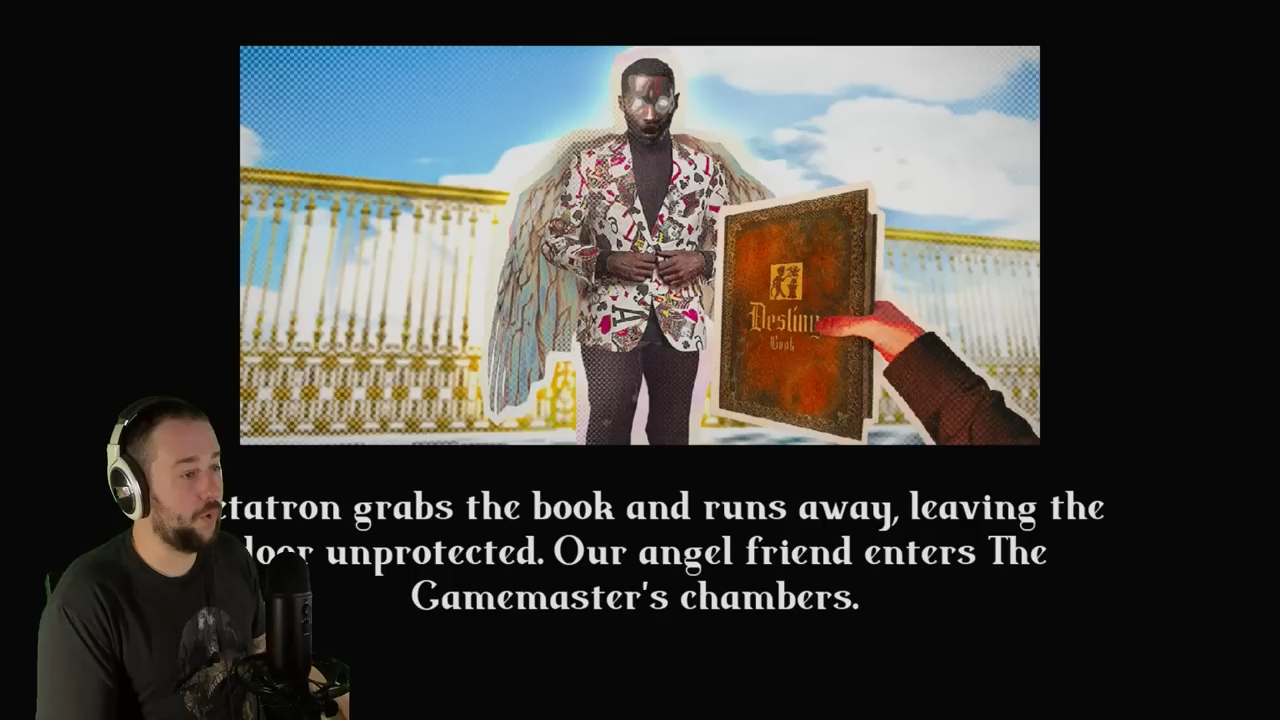 Destiny
Book
etatron grabs the book and runs away, leaving the
door unprotected. Our angel friend enters The
Gamemaster's chambers.